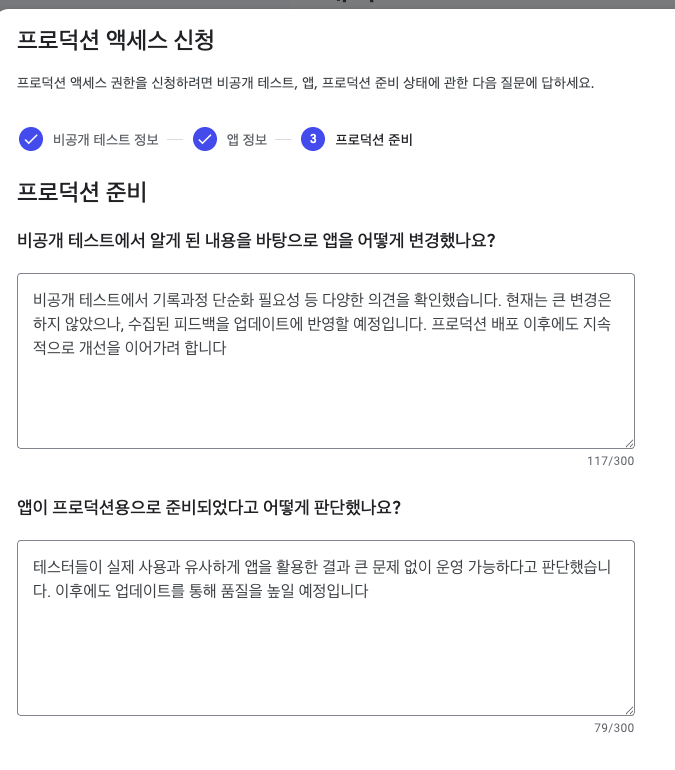 프로덕션 액세스 신청
프로덕션 액세스 권한을 신청하려면 비공개 테스트, 앱, 프로덕션 준비 상태에 관한 다음 질문에 답하세요.
비공개 테스트 정보 앱 정보 3 프로덕션 준비
프로덕션 준비
비공개 테스트에서 알게 된 내용을 바탕으로 앱을 어떻게 변경했나요?
비공개 테스트에서 기록과정 단순화 필요성 등 다양한 의견을 확인했습니다. 현재는 큰 변경은
하지 않았으나, 수집된 피드백을 업데이트에 반영할 예정입니다. 프로덕션 배포 이후에도 지속
적으로 개선을 이어가려 합니다
117/300
앱이 프로덕션용으로 준비되었다고 어떻게 판단했나요?
테스터들이 실제 사용과 유사하게 앱을 활용한 결과 큰 문제 없이 운영 가능하다고 판단했습니
다. 이후에도 업데이트를 통해 품질을 높일 예정입니다
79/300